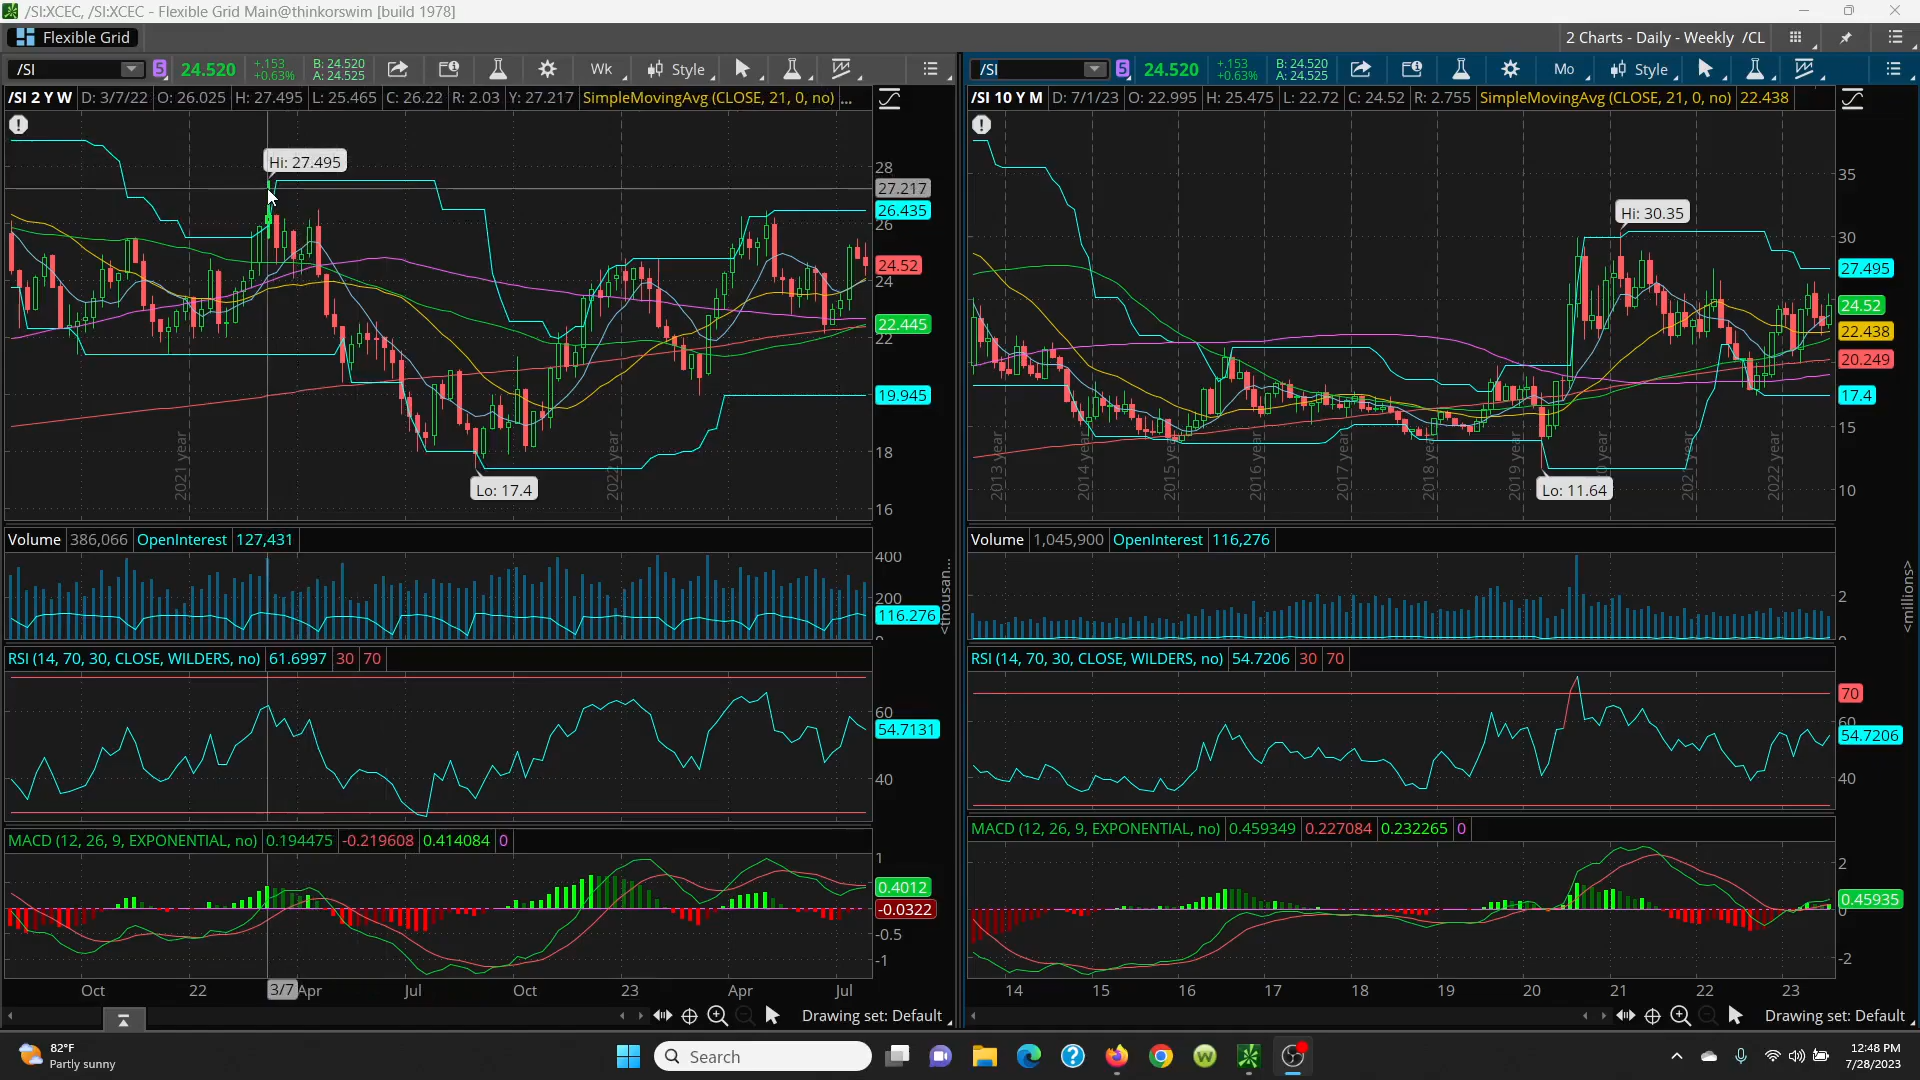 /SI:XCEC, /SI:XCEC - Flexible Grid Main@thinkorswim [build 1978]
Flexible Grid
2 Charts - Daily - Weekly /CL
/SI 5 24.520 +.153 +0.63% B: 24.520 A: 24.525 Wk Style
/SI 5 24.520 +.153 +0.63% B: 24.520 A: 24.525 Mo Style
/SI 2 Y W D: 3/7/22 O: 26.025 H: 27.495 L: 25.465 C: 26.22 R: 2.03 Y: 27.217 SimpleMovingAvg (CLOSE, 21, 0, no) ...
/SI 10 Y M D: 7/1/23 O: 22.995 H: 25.475 L: 22.72 C: 24.52 R: 2.755 SimpleMovingAvg (CLOSE, 21, 0, no) 22.438
Hi: 27.495
28
27.217
26.435
26
24.52
24
22.445
22
19.945
18
16
Lo: 17.4
2021 year
2022 year
Hi: 30.35
35
30
27.495
24.52
22.438
20.249
17.4
15
10
Lo: 11.64
2013 year
2014 year
2015 year
2016 year
2017 year
2018 year
2019 year
2021 year
2022 year
Volume 386,066 OpenInterest 127,431
400
200
116.276
0
<thousan...
Volume 1,045,900 OpenInterest 116,276
2
0
<millions>
RSI (14, 70, 30, CLOSE, WILDERS, no) 61.6997 30 70
60
54.7131
40
RSI (14, 70, 30, CLOSE, WILDERS, no) 54.7206 30 70
70
60
54.7206
40
MACD (12, 26, 9, EXPONENTIAL, no) 0.194475 -0.219608 0.414084 0
1
0.4012
-0.0322
-0.5
-1
MACD (12, 26, 9, EXPONENTIAL, no) 0.459349 0.227084 0.232265 0
2
0.45935
0
-2
Oct 22 3/7 Apr Jul Oct 23 Apr Jul
14 15 16 17 18 19 20 21 22 23
Drawing set: Default
Drawing set: Default
82°F
Partly sunny
Search
12:48 PM
7/28/2023